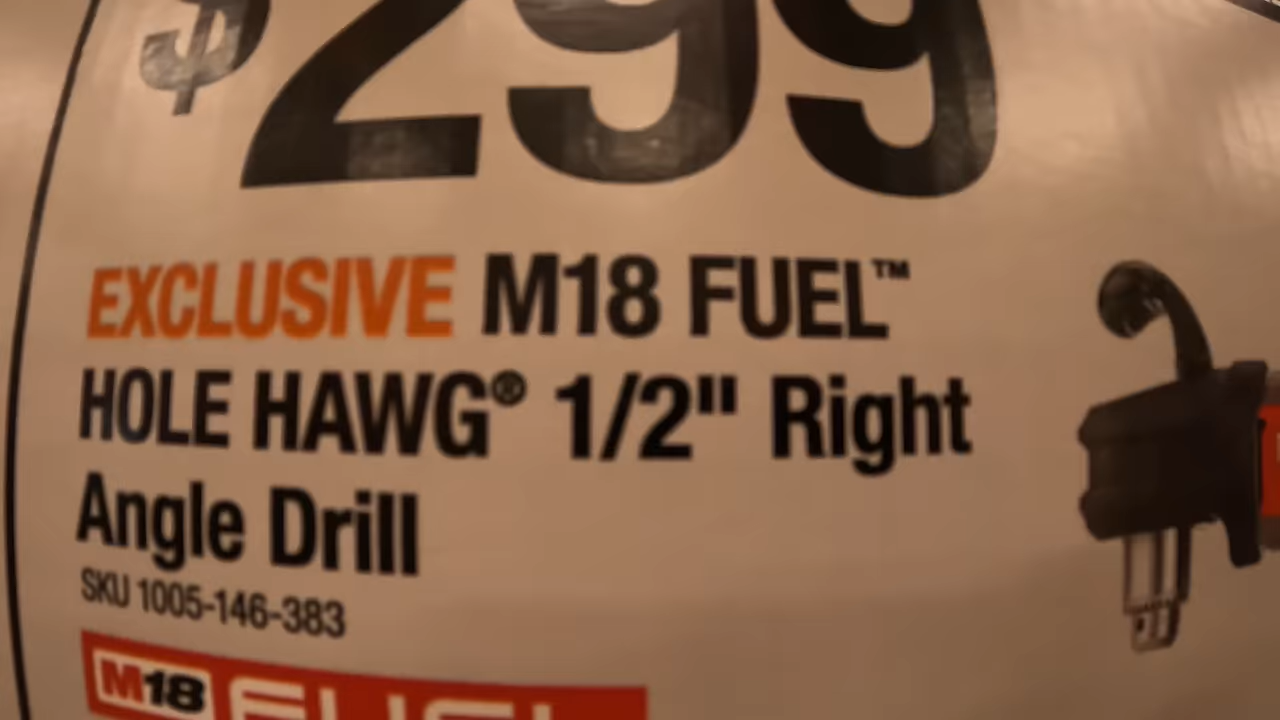 $299
EXCLUSIVE M18 FUEL™
HOLE HAWG® 1/2" Right
Angle Drill
SKU 1005-146-383
M18 FUEL